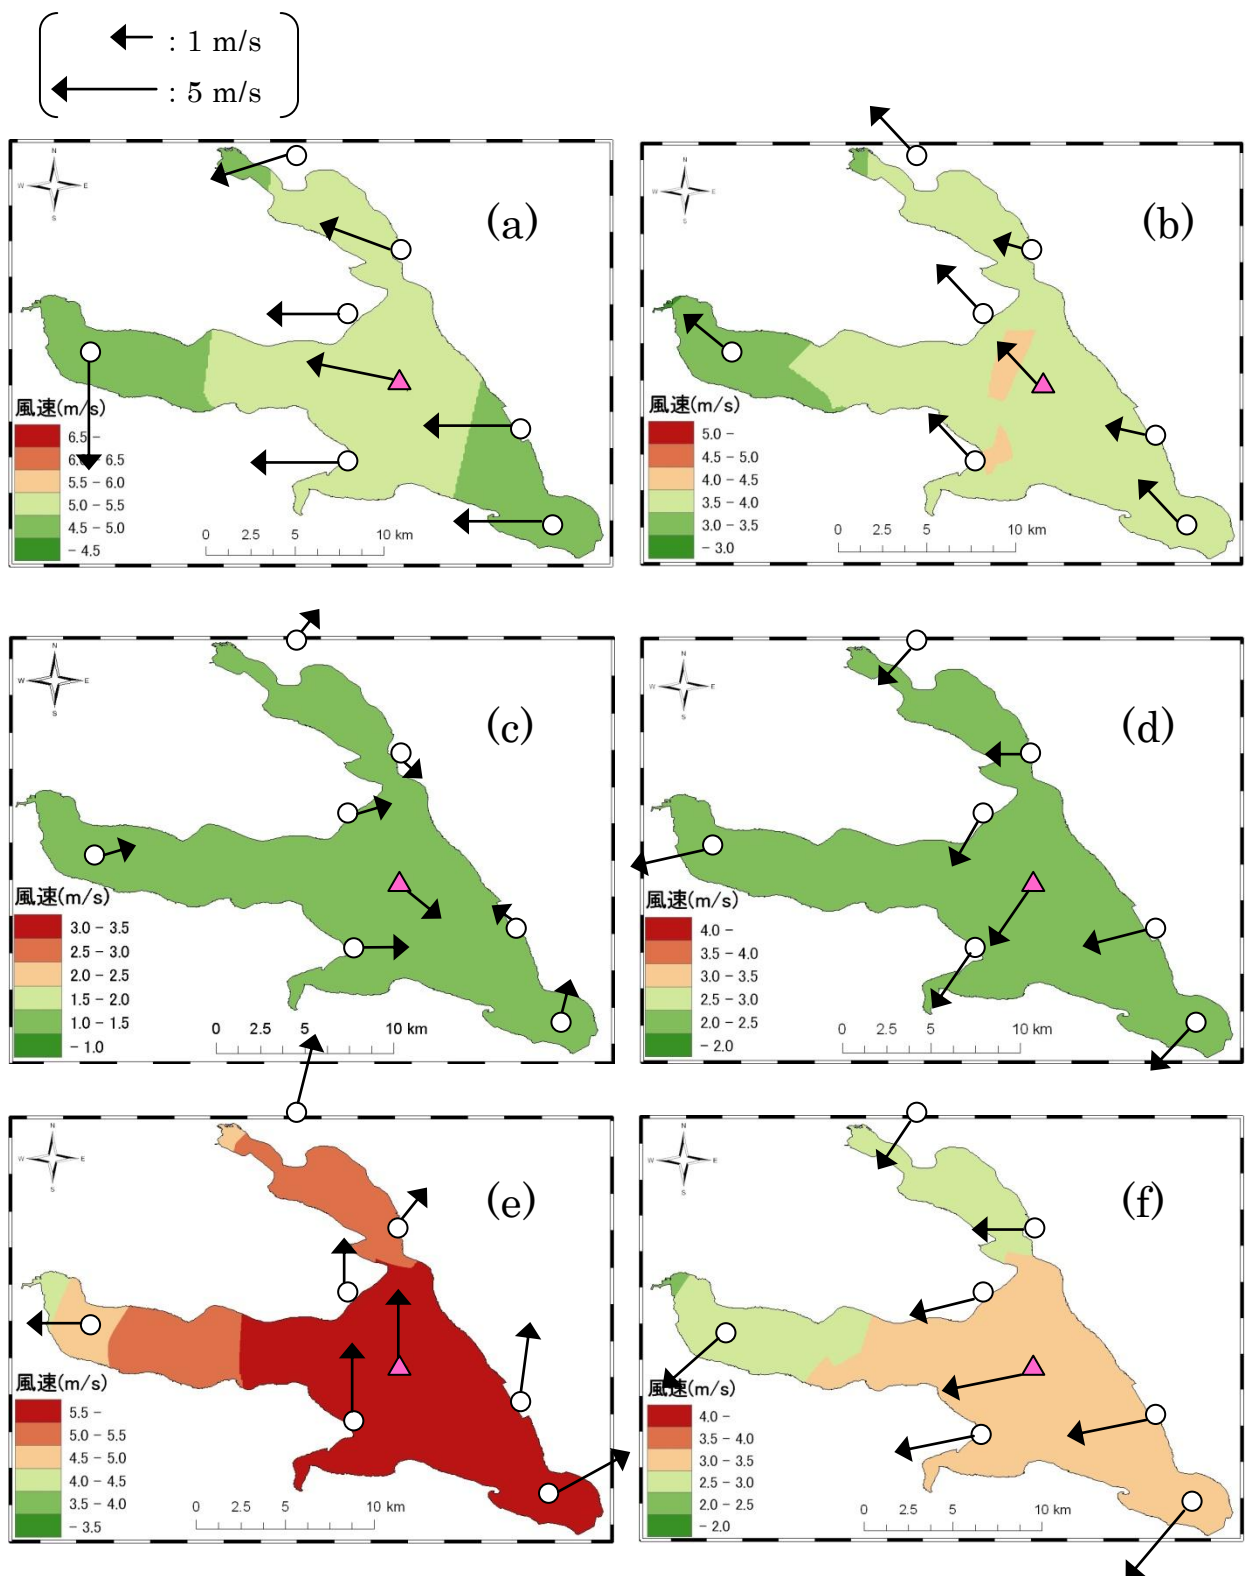 : 1 m/s
: 5 m/s
(a)
N
W
E
S
風速(m/s)
6.5 -
6.5
5.5 - 6.0
5.0 - 5.5
4.5 - 5.0
- 4.5
0 2.5 5 10 km
(b)
N
W
E
S
風速(m/s)
5.0 -
4.5 - 5.0
4.0 - 4.5
3.5 - 4.0
3.0 - 3.5
- 3.0
0 2.5 5 10 km
(c)
N
W
E
S
風速(m/s)
3.0 - 3.5
2.5 - 3.0
2.0 - 2.5
1.5 - 2.0
1.0 - 1.5
- 1.0
0 2.5 5 10 km
(d)
N
W
E
S
風速(m/s)
4.0 -
3.5 - 4.0
3.0 - 3.5
2.5 - 3.0
2.0 - 2.5
- 2.0
0 2.5 5 10 km
(e)
N
W
E
S
風速(m/s)
5.5 -
5.0 - 5.5
4.5 - 5.0
4.0 - 4.5
3.5 - 4.0
- 3.5
0 2.5 5 10 km
(f)
N
W
E
S
風速(m/s)
4.0 -
3.5 - 4.0
3.0 - 3.5
2.5 - 3.0
2.0 - 2.5
- 2.0
0 2.5 5 10 km